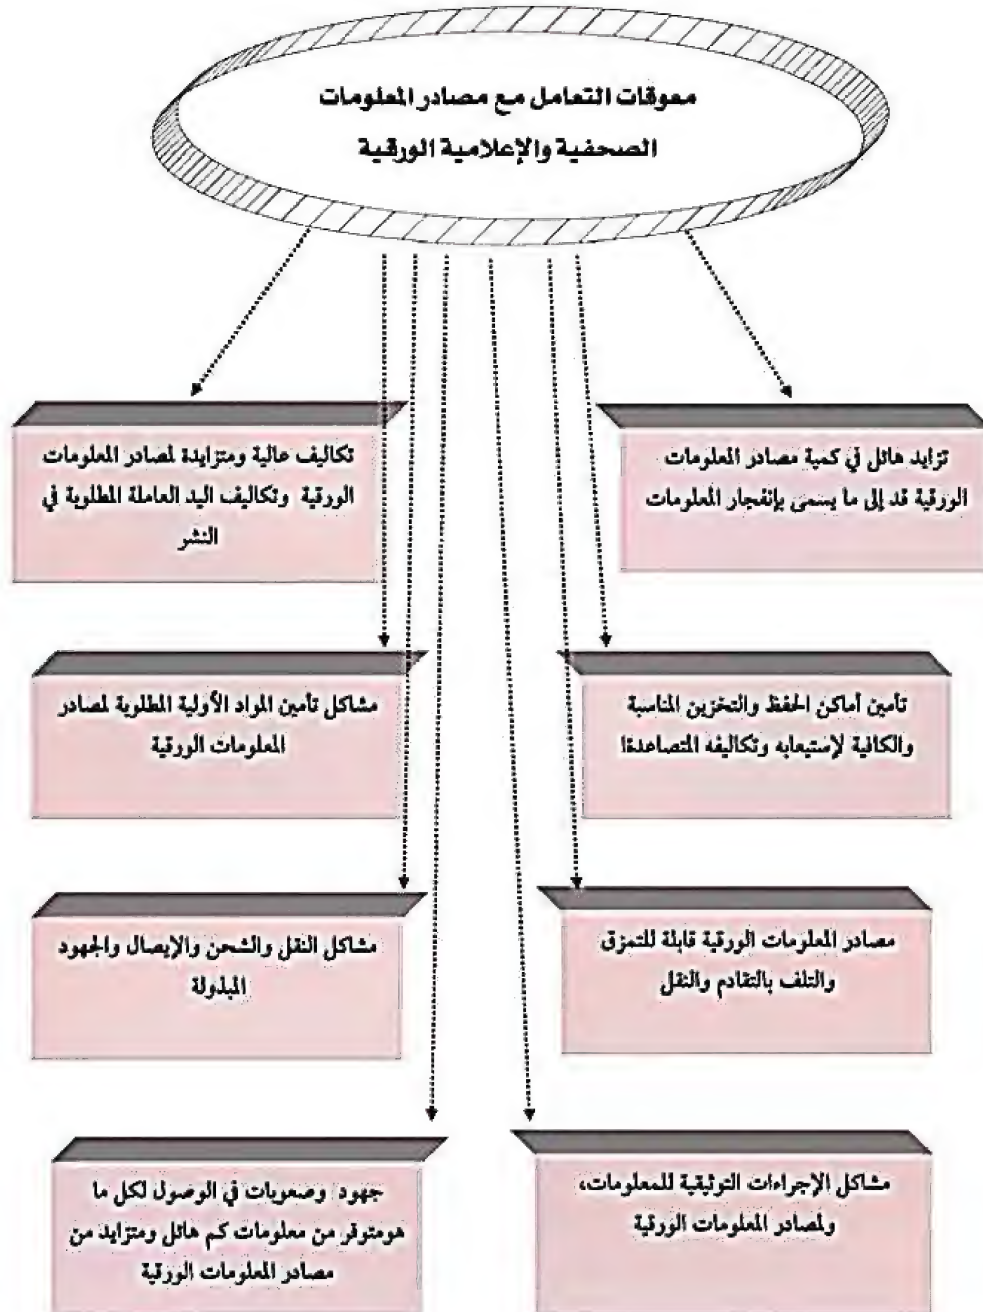 معوقات التعامل مع مصادر المعلومات
الصحفية والإعلامية الورقية
تزايد هائل في كمية مصادر المعلومات
الورقية قد إلى ما يسمى بإنفجار المعلومات
تكاليف عالية ومتزايدة لمصادر المعلومات
الورقية وتكاليف اليد العاملة المطلوبة في
النشر
تأمين أماكن الحفظ والتخزين المناسبة
والكافية لإستيعابه وتكاليفه المتصاعدة!
مشاكل تأمين المواد الأولية المطلوبة لمصادر
المعلومات الورقية
مصادر المعلومات الورقية قابلة للتمزق
والتلف بالتقادم والنقل
مشاكل النقل والشحن والإيصال والجهود
المبذولة
مشاكل الإجراءات التوثيقية للمعلومات،
ولمصادر المعلومات الورقية
جهود وصعوبات في الوصول لكل ما
هومتوفر من معلومات كم هائل ومتزايد من
مصادر المعلومات الورقية